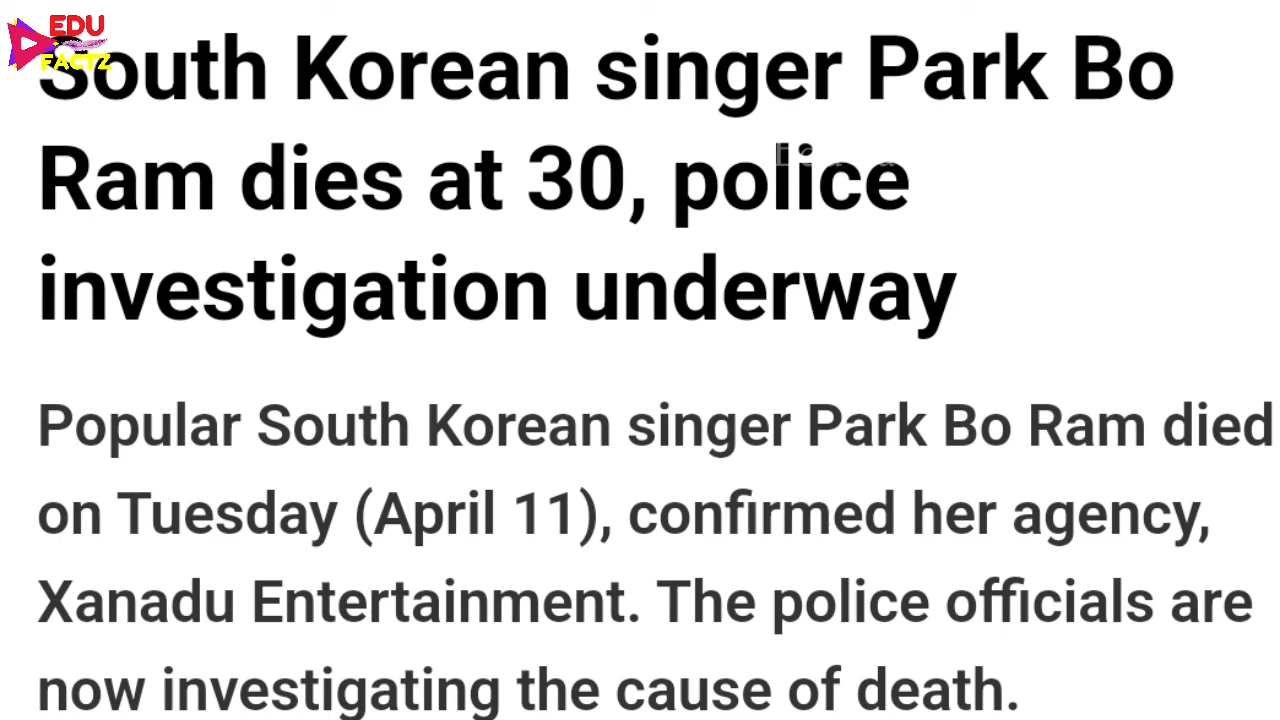 EDU
FACTZ
South Korean singer Park Bo
Ram dies at 30, police
investigation underway
Popular South Korean singer Park Bo Ram died
on Tuesday (April 11), confirmed her agency,
Xanadu Entertainment. The police officials are
now investigating the cause of death.